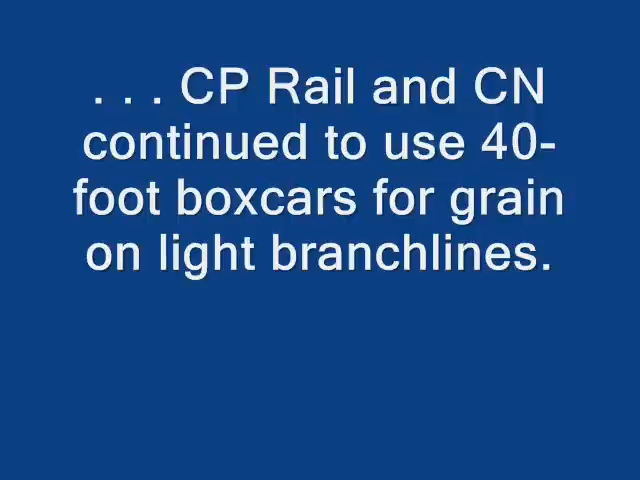 . . . CP Rail and CN
continued to use 40-
foot boxcars for grain
on light branchlines.